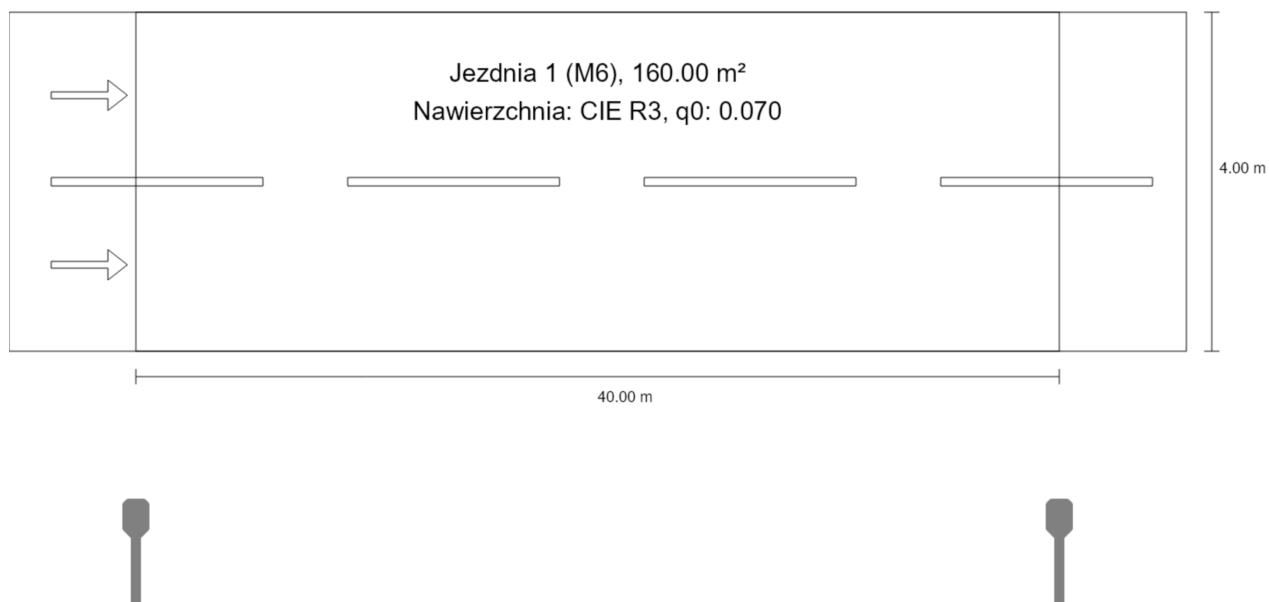 Jezdnia 1 (M6), 160.00 m²
Nawierzchnia: CIE R3, q0: 0.070
4.00 m
40.00 m